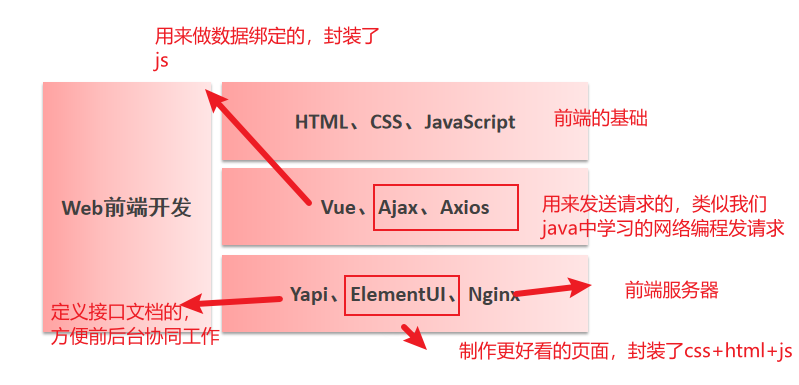 用来做数据绑定的，封装了
js
HTML、CSS、JavaScript
前端的基础
Web前端开发
Vue、Ajax、Axios
用来发送请求的，类似我们
java中学习的网络编程发请求
Yapi、ElementUI、Nginx
前端服务器
定义接口文档的，
方便前后台协同工作
制作更好看的页面，封装了css+html+js